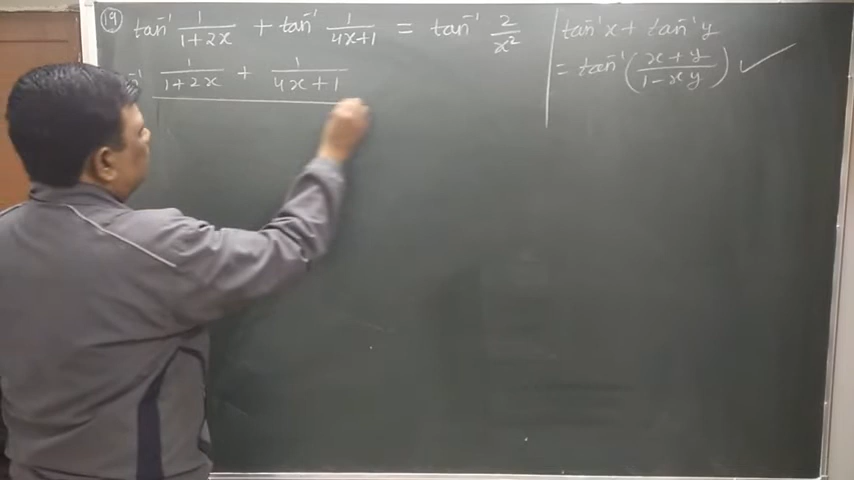 (19) tan⁻¹ 1/(1+2x) + tan⁻¹ 1/(4x+1) = tan⁻¹ 2/x²
⁻¹ 1/(1+2x) + 1/(4x+1)
tan⁻¹x + tan⁻¹y
= tan⁻¹((x+y)/(1-xy)) ✓